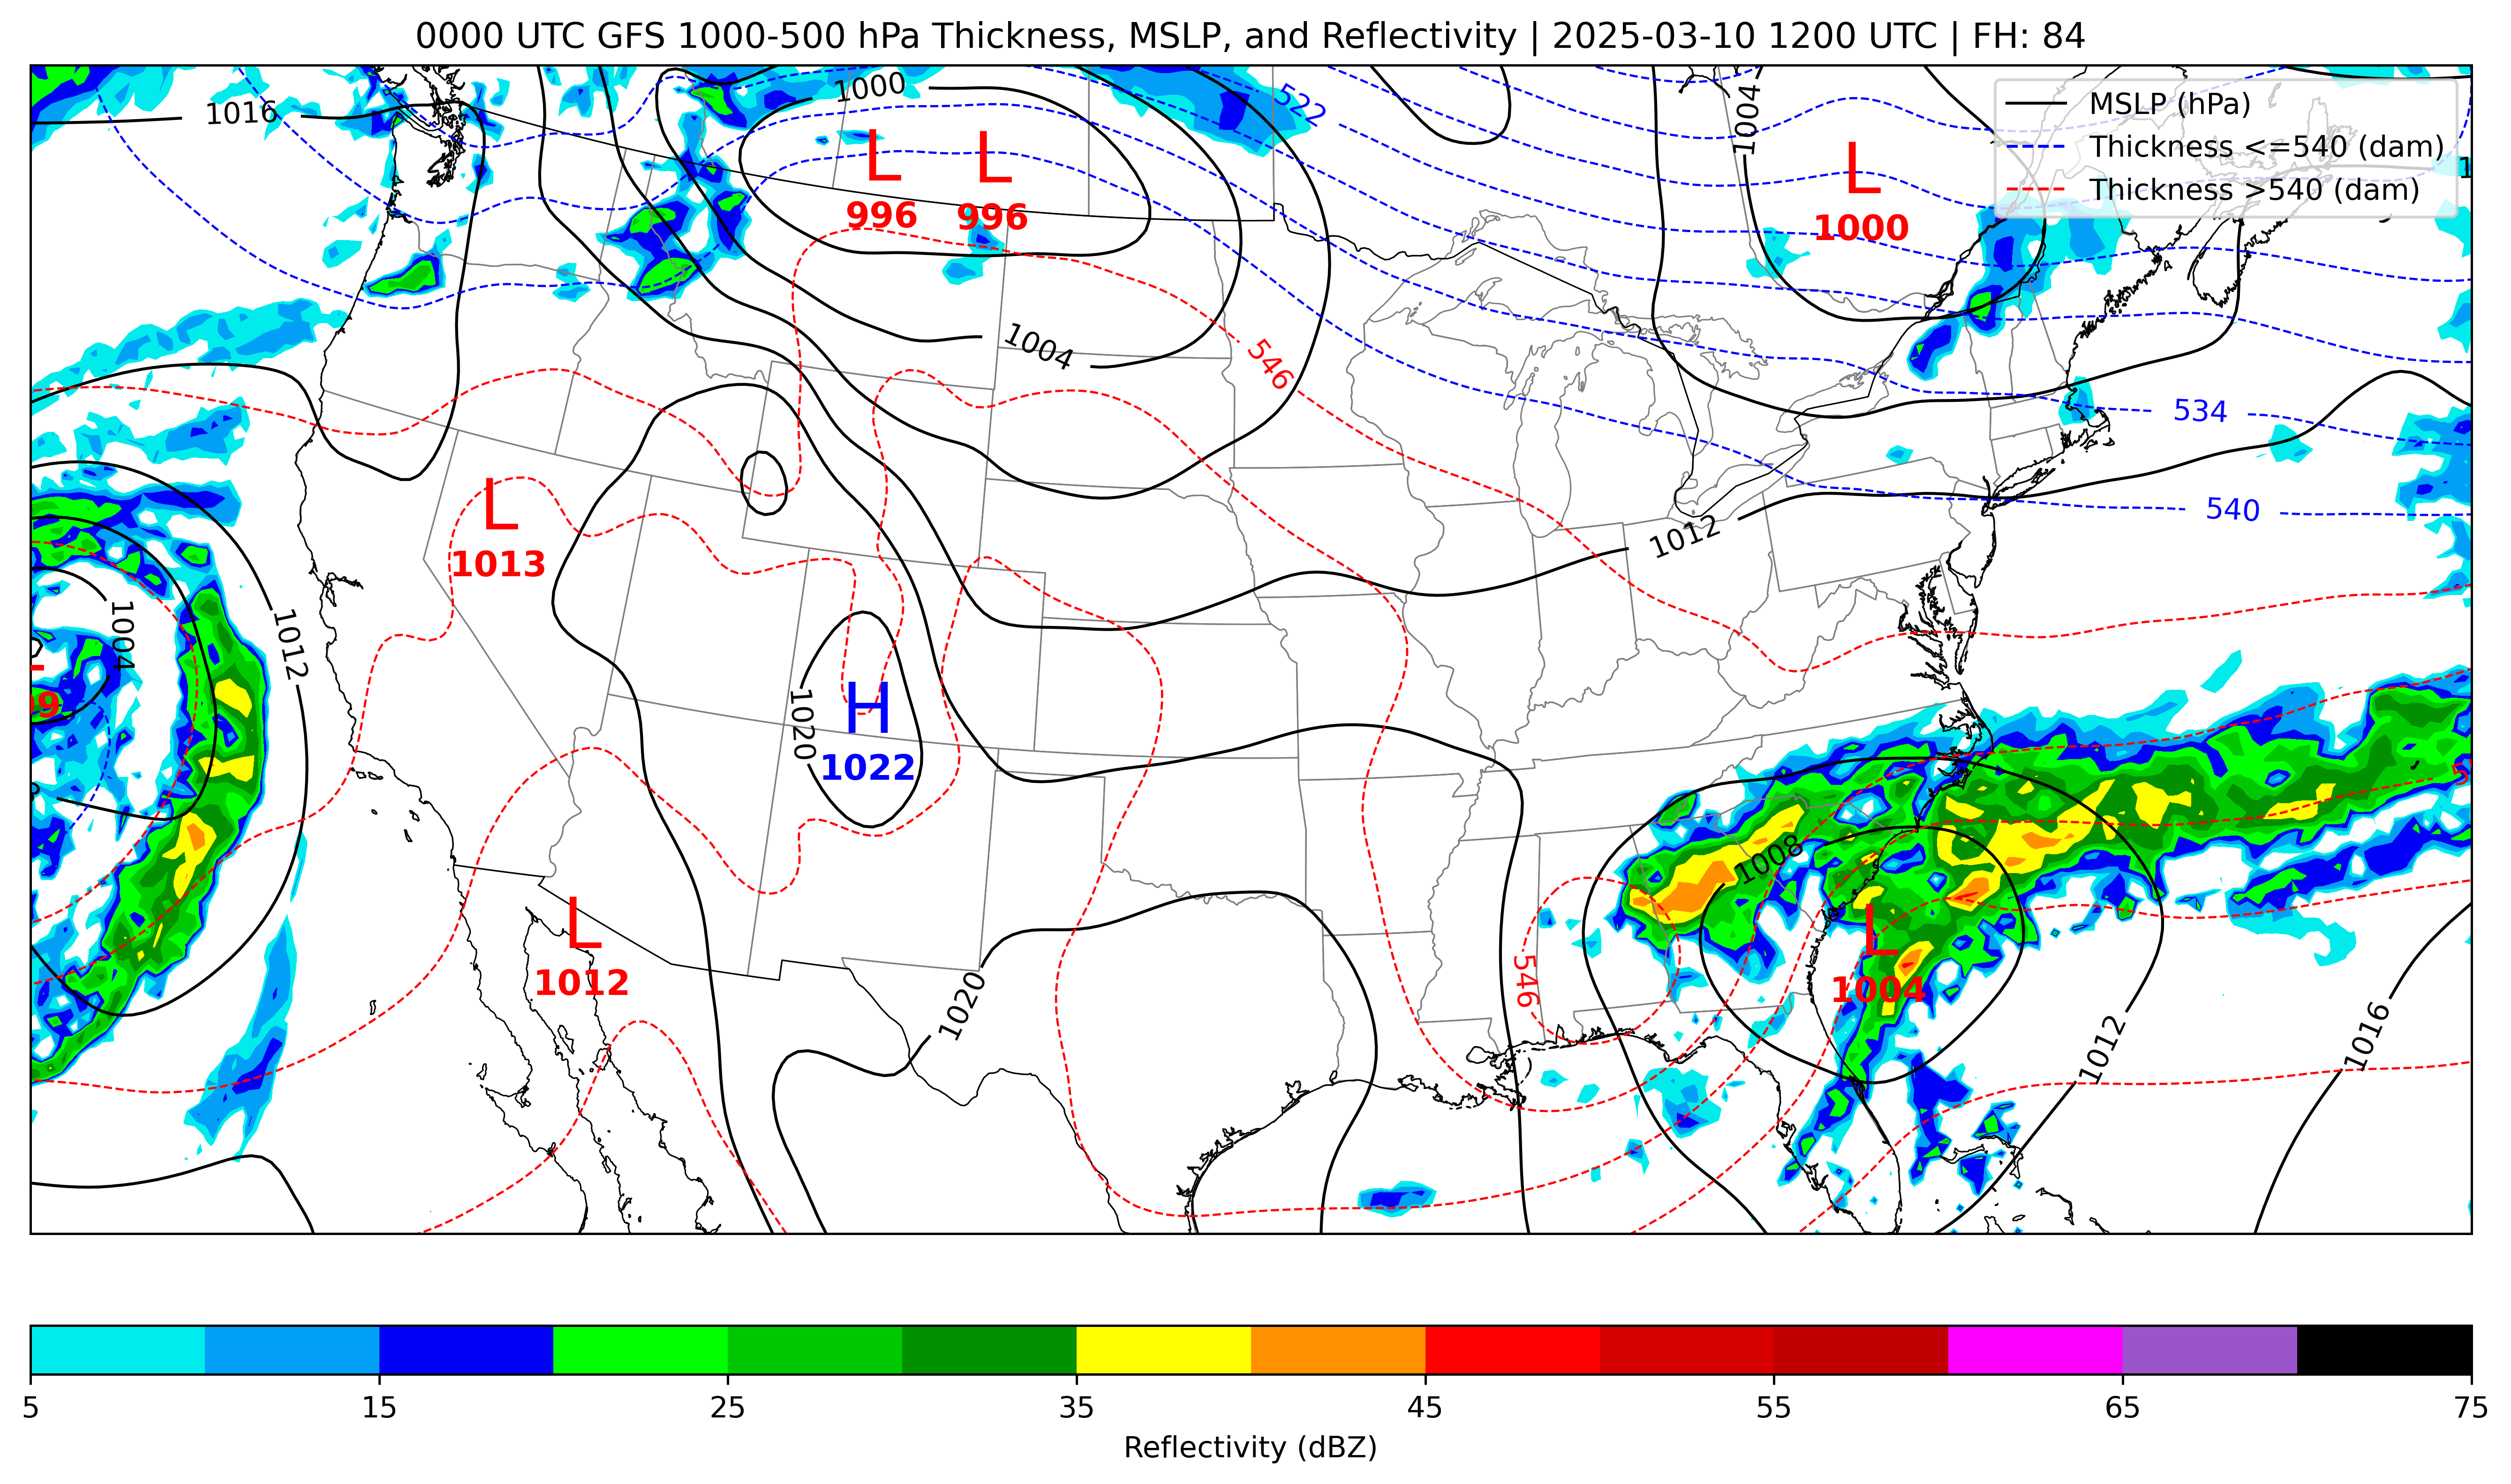 0000 UTC GFS 1000-500 hPa Thickness, MSLP, and Reflectivity | 2025-03-10 1200 UTC | FH: 84
MSLP (hPa)
Thickness <=540 (dam)
Thickness >540 (dam)
1016
1000
522
1004
L
996
L
996
L
1000
1004
546
534
540
1012
L
1013
1004
1012
99
1020
H
1022
1008
L
1004
L
1012
546
1020
1012
1016
5
15
25
35
45
55
65
75
Reflectivity (dBZ)